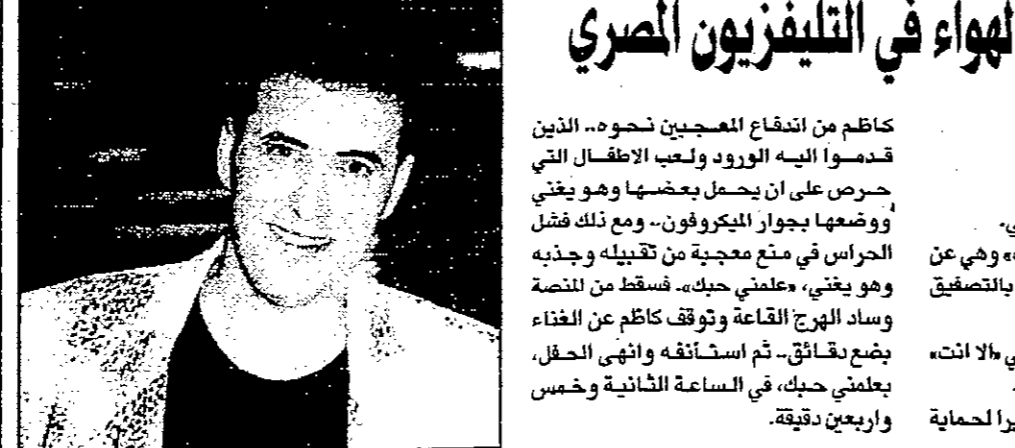 لهواء في التليفزيون المصري
ي.
» وهي عن
بالتصفيق
ي «الا انت»
يرا لحماية
كاظم من اندفاع المعجبين نحوه.. الذين
قدموا اليه الورود ولعب الاطفال التي
حرص على ان يحمل بعضها وهو يغني
ووضعها بجوار الميكروفون.. ومع ذلك فشل
الحراس في منع معجبة من تقبيله وجذبه
وهو يغني، «علمني حبك». فسقط من المنصة
وساد الهرج القاعة وتوقف كاظم عن الغناء
بضع دقائق.. ثم استأنفه وانهى الحفل،
بعلمني حبك، في الساعة الثانية وخمس
واربعين دقيقة.